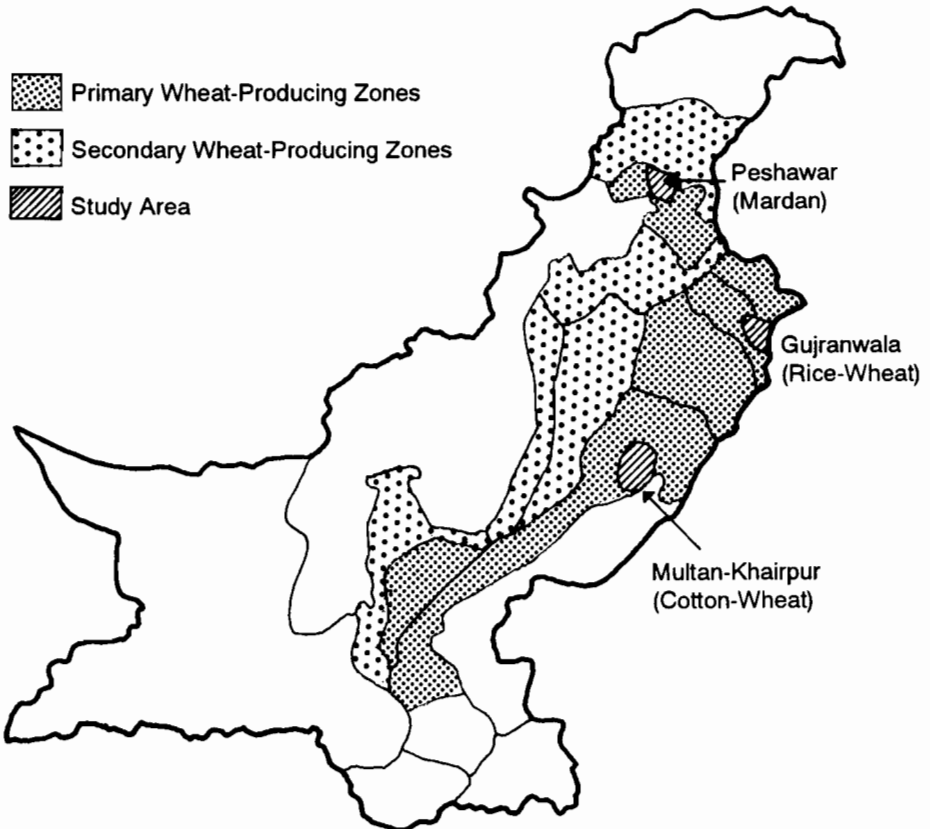 Primary Wheat-Producing Zones
Secondary Wheat-Producing Zones
Study Area
Peshawar
(Mardan)
Gujranwala
(Rice-Wheat)
Multan-Khairpur
(Cotton-Wheat)